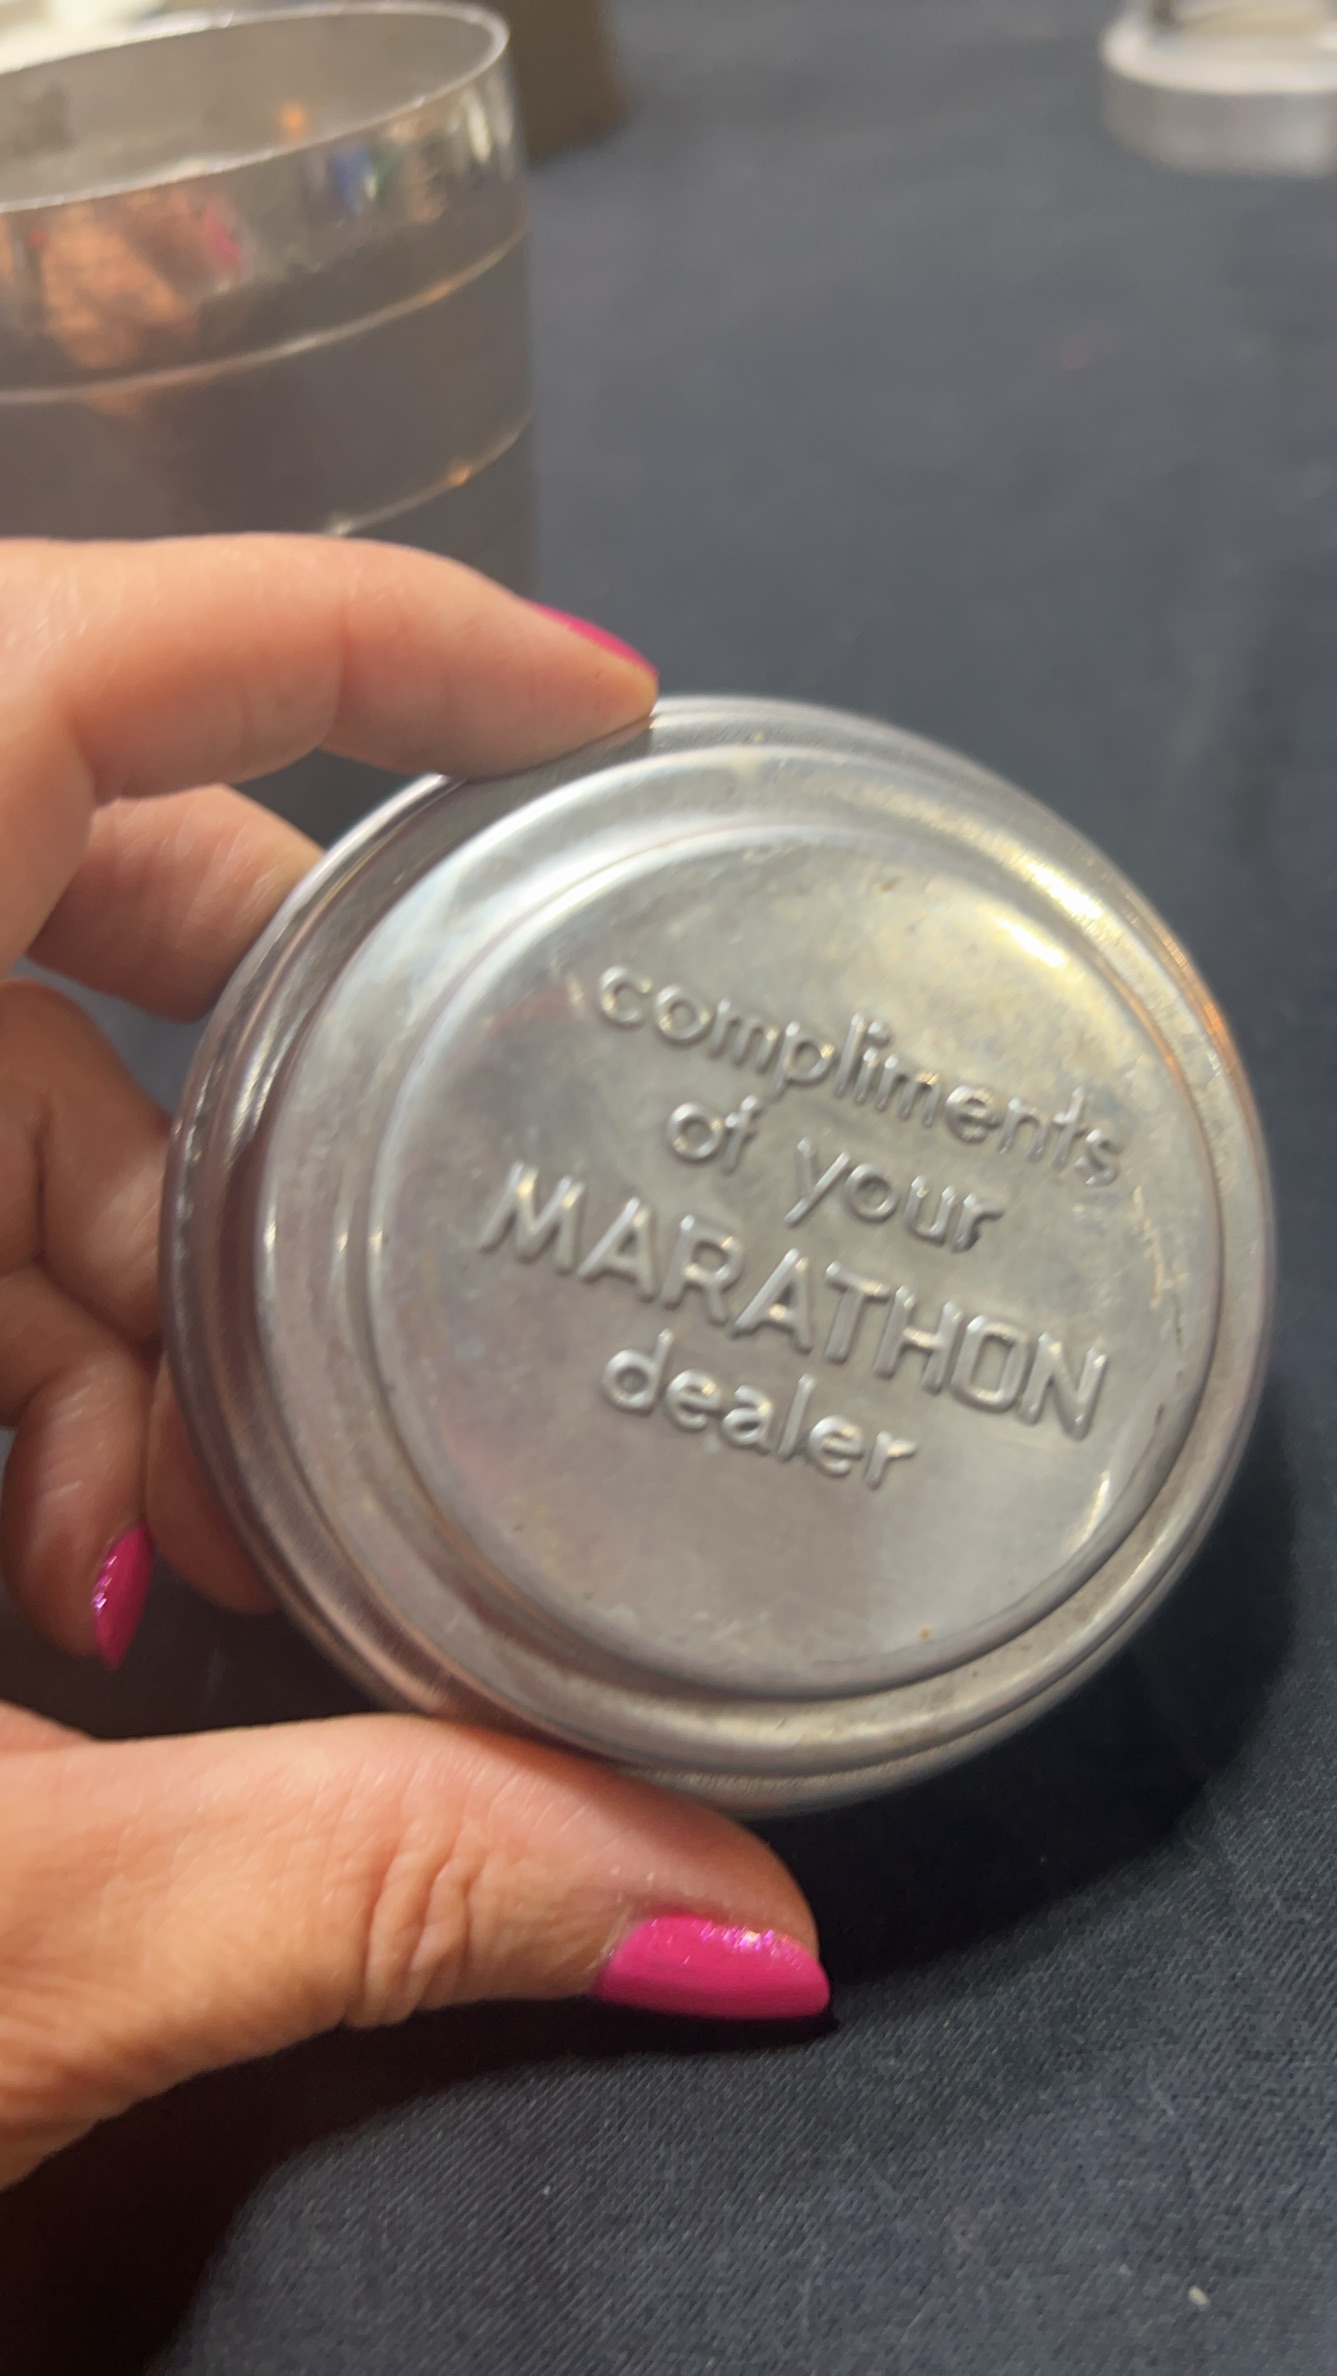 compliments
of your
MARATHON
dealer